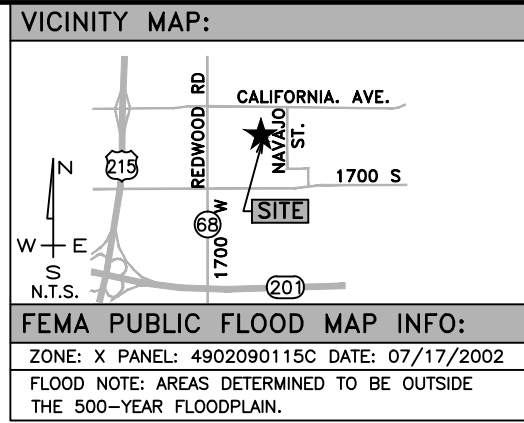 VICINITY MAP:
REDWOOD RD
CALIFORNIA. AVE.
NAVAJO
ST.
215
1700 S
N
SITE
68
1700 W
W E
S
N.T.S.
201
FEMA PUBLIC FLOOD MAP INFO:
ZONE: X PANEL: 4902090115C DATE: 07/17/2002
FLOOD NOTE: AREAS DETERMINED TO BE OUTSIDE
THE 500-YEAR FLOODPLAIN.